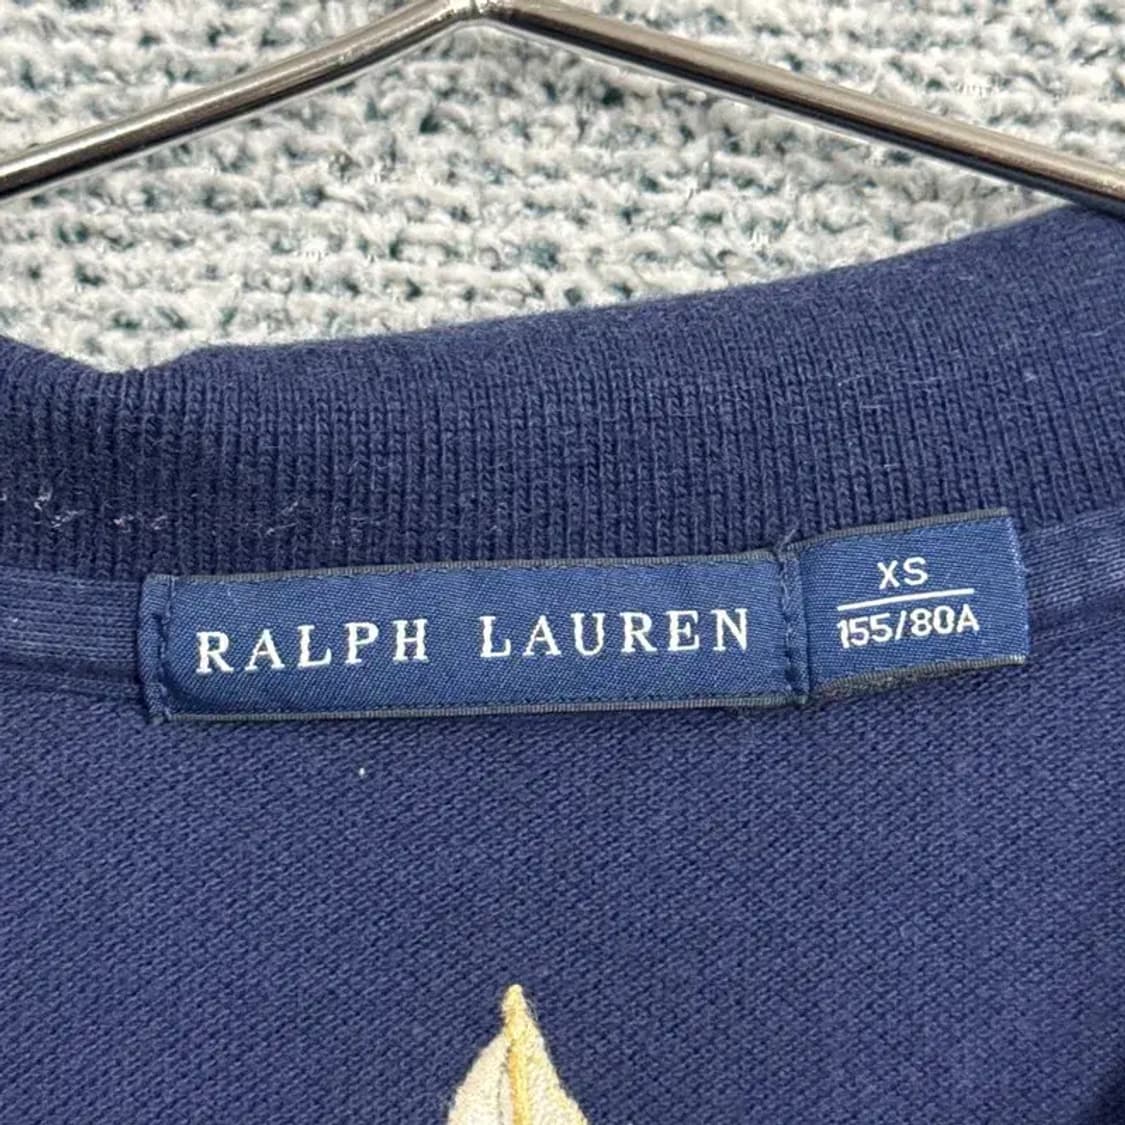 RALPH LAUREN
XS
155/80A